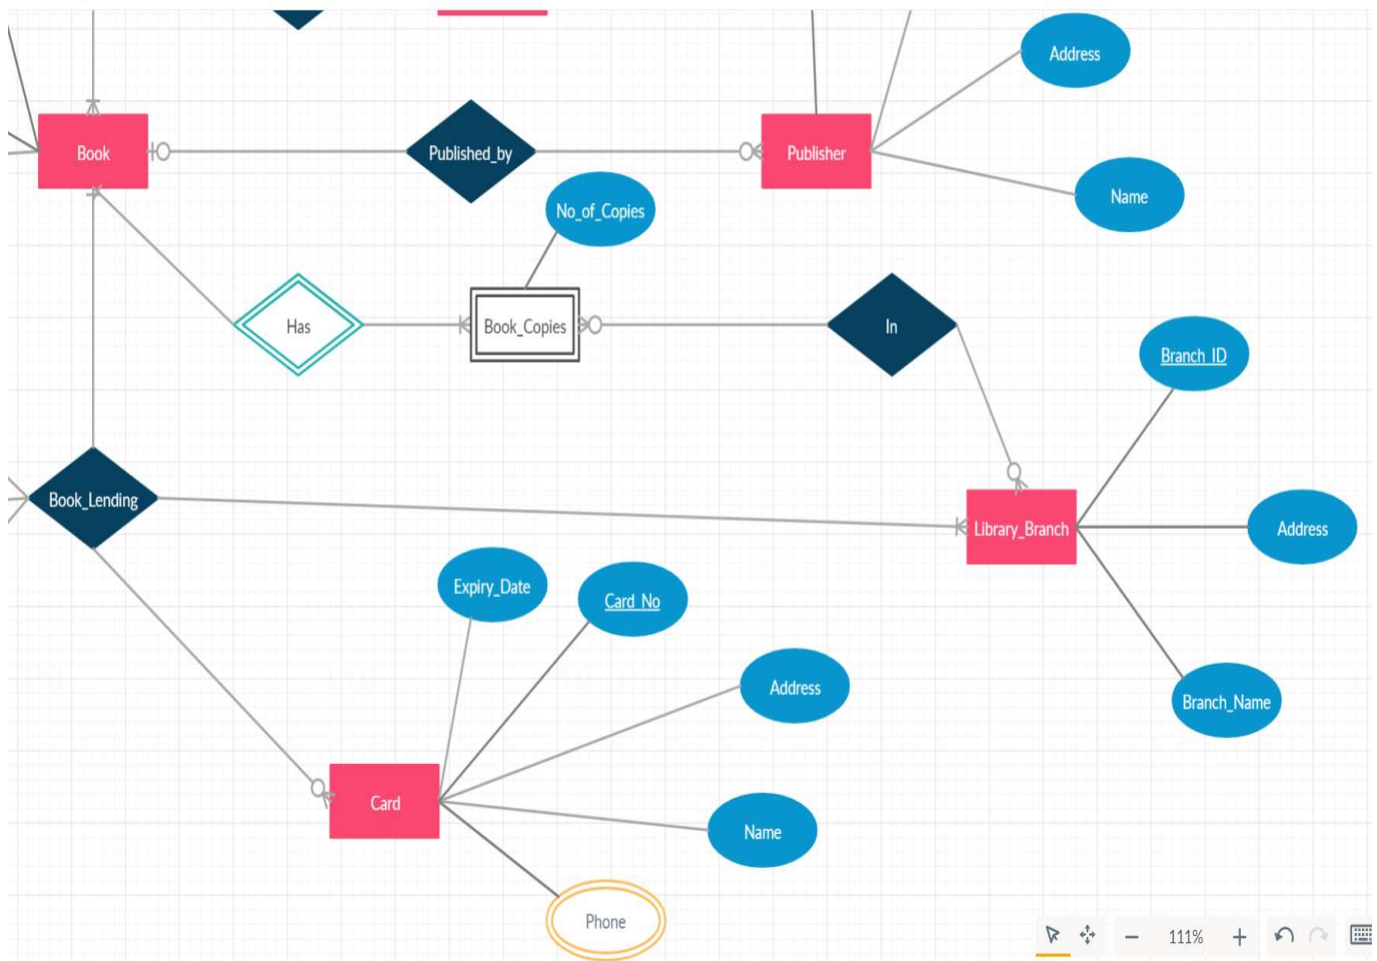 Address
Book
Published_by
Publisher
Name
No_of_Copies
Has
Book_Copies
In
Branch_ID
Book_Lending
Library_Branch
Address
Expiry_Date
Card_No
Address
Branch_Name
Card
Name
Phone
111%